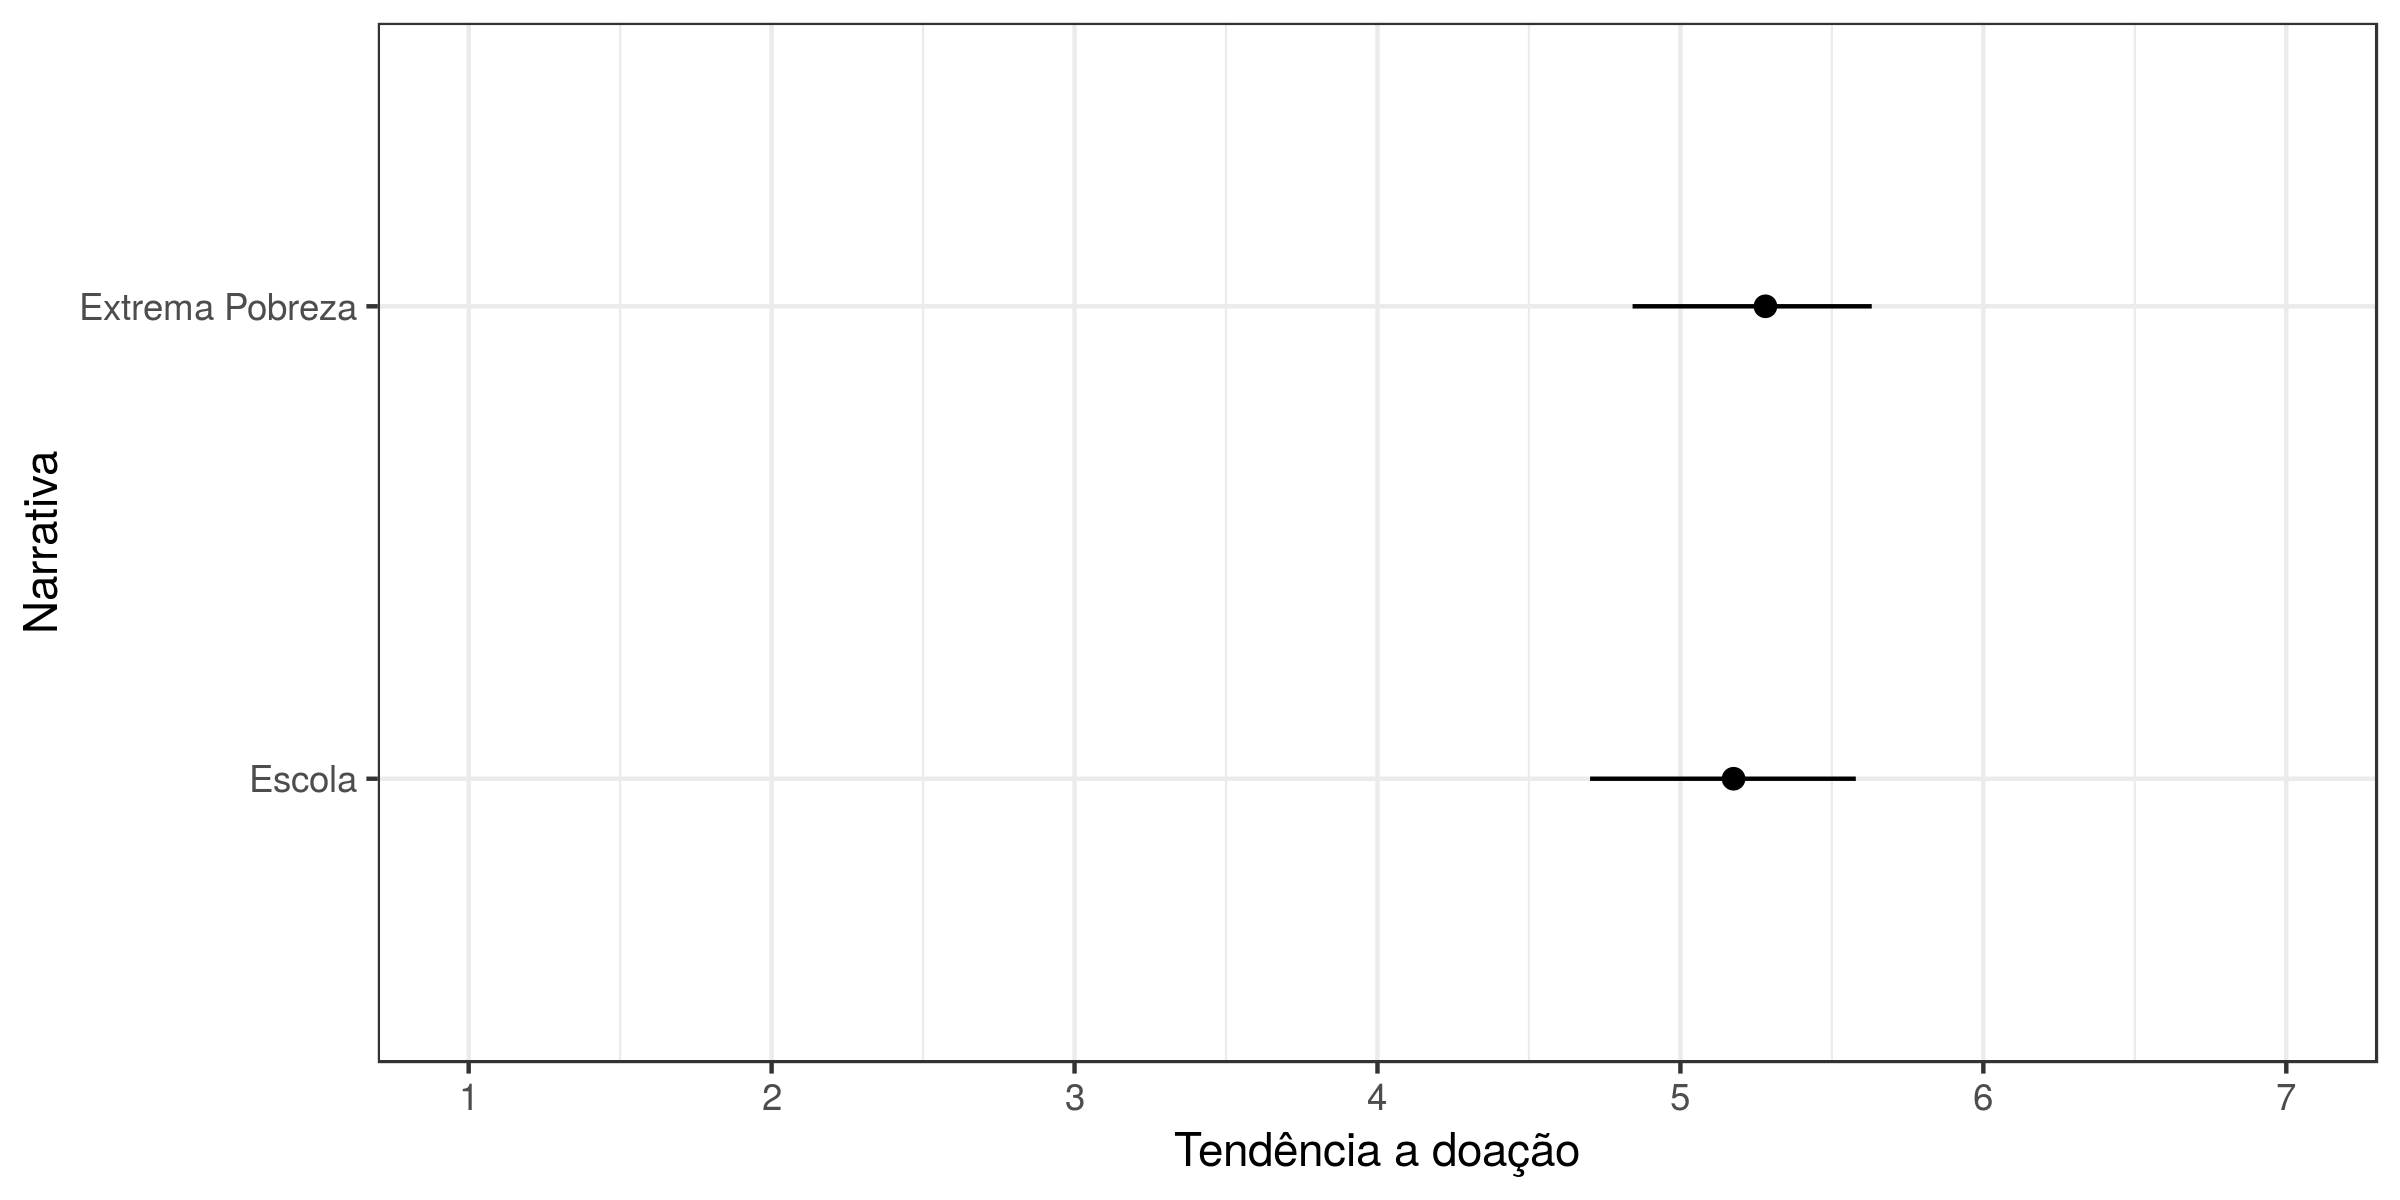 Narrativa
Extrema Pobreza
Escola
1 2 3 4 5 6 7
Tendência a doação